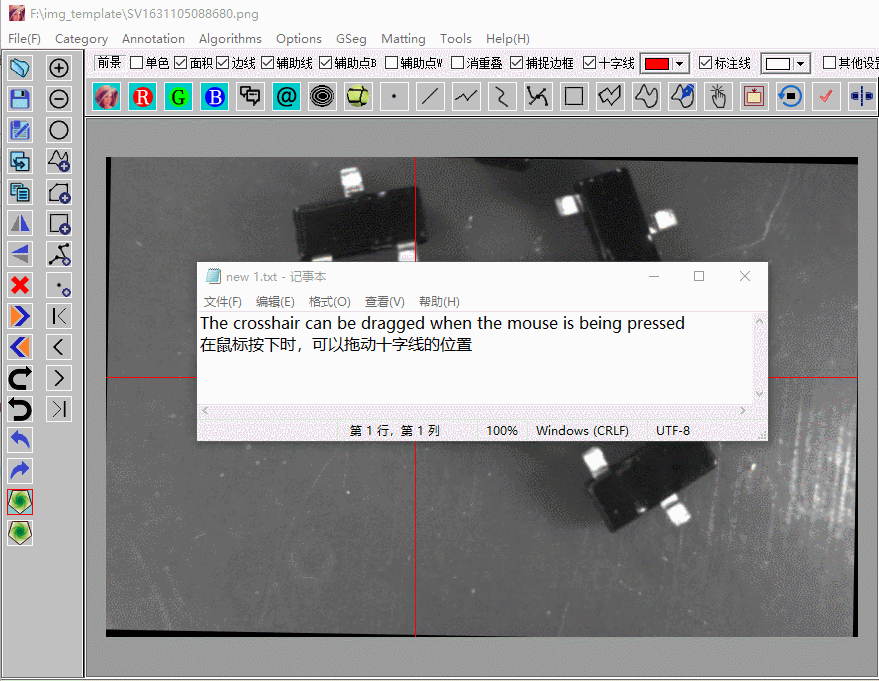 F:\img_template\SV1631105088680.png
File(F) Category Annotation Algorithms Options GSeg Matting Tools Help(H)
前景 单色 面积 边线 辅助线 辅助点B 辅助点W 消重叠 捕捉边框 十字线 标注线 其他设
R G B @
new 1.txt - 记事本
文件(F) 编辑(E) 格式(O) 查看(V) 帮助(H)
The crosshair can be dragged when the mouse is being pressed
在鼠标按下时，可以拖动十字线的位置
第 1 行，第 1 列 100% Windows (CRLF) UTF-8